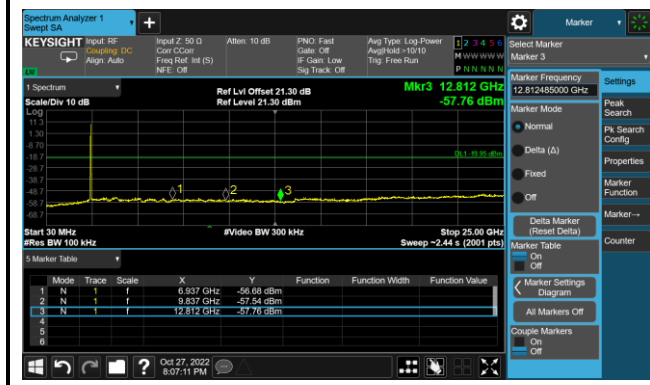 Spectrum Analyzer 1
Swept SA
Marker
KEYSIGHT Input: RF Input Z: 50 Ω Atten: 10 dB PNO: Fast Avg Type: Log-Power 1 2 3 4 5 6
Coupling: DC Corr CCorr Gate: Off Avg|Hold >10/10 M W W W W W
Align: Auto Freq Ref: Int (S) IF Gain: Low Trig: Free Run P N N N N N
NFE: Off Sig Track: Off
Select Marker
Marker 3
1 Spectrum
Ref Lvl Offset 21.30 dB
Mkr3 12.812 GHz
Scale/Div 10 dB
Ref Level 21.30 dBm
-57.76 dBm
Log
11.3
1.30
-8.70
-18.7
DL1 -19.95 dBm
-28.7
-38.7
-48.7
-58.7
-68.7
1
2
3
Start 30 MHz #Video BW 300 kHz Stop 25.00 GHz
#Res BW 100 kHz Sweep ~2.44 s (2001 pts)
5 Marker Table
Mode Trace Scale X Y Function Function Width Function Value
1 N 1 f 6.937 GHz -56.68 dBm
2 N 1 f 9.837 GHz -57.54 dBm
3 N 1 f 12.812 GHz -57.76 dBm
4
5
6
Marker Frequency
12.812485000 GHz
Marker Mode
Normal
Delta (Δ)
Fixed
Off
Delta Marker
(Reset Delta)
Marker Table
On
Off
Marker Settings
Diagram
All Markers Off
Couple Markers
On
Off
Settings
Peak
Search
Pk Search
Config
Properties
Marker
Function
Marker→
Counter
Oct 27, 2022
8:07:11 PM